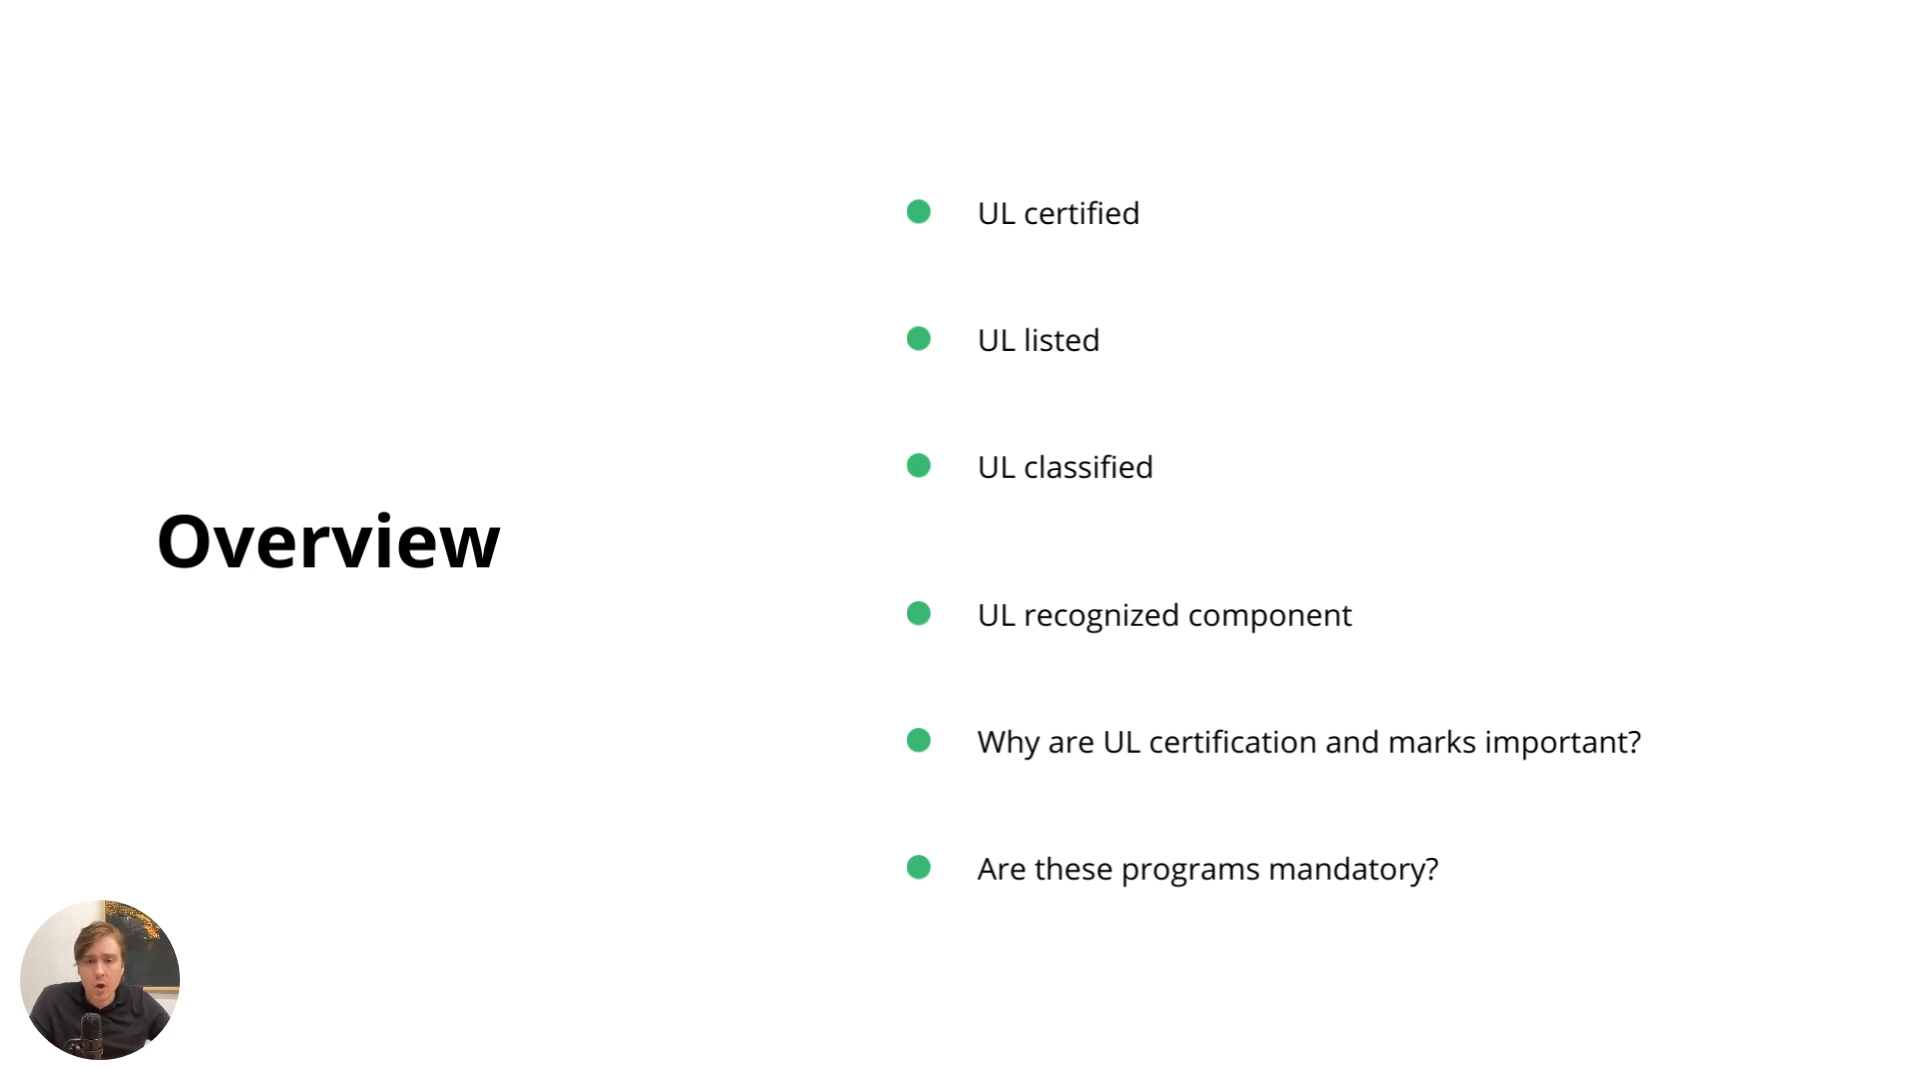 Overview
UL certified
UL listed
UL classified
UL recognized component
Why are UL certification and marks important?
Are these programs mandatory?